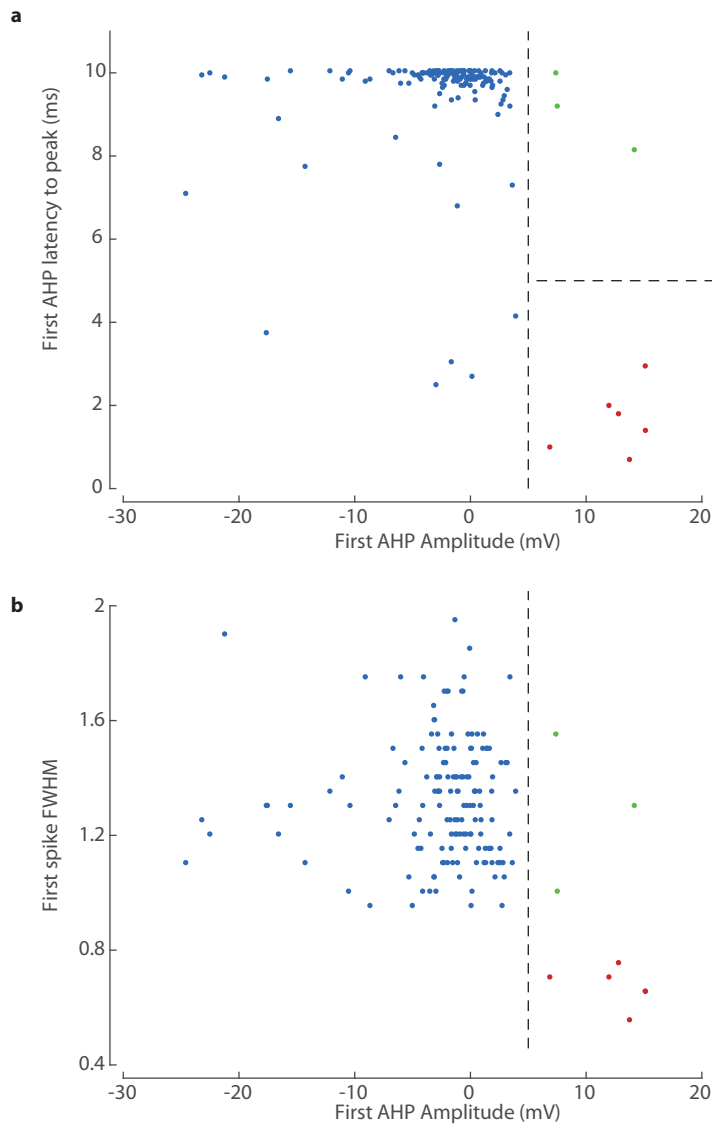 a
10
8
6
4
2
0
First AHP latency to peak (ms)
-30 -20 -10 0 10 20
First AHP Amplitude (mV)
b
2
1.6
1.2
0.8
0.4
First spike FWHM
-30 -20 -10 0 10 20
First AHP Amplitude (mV)